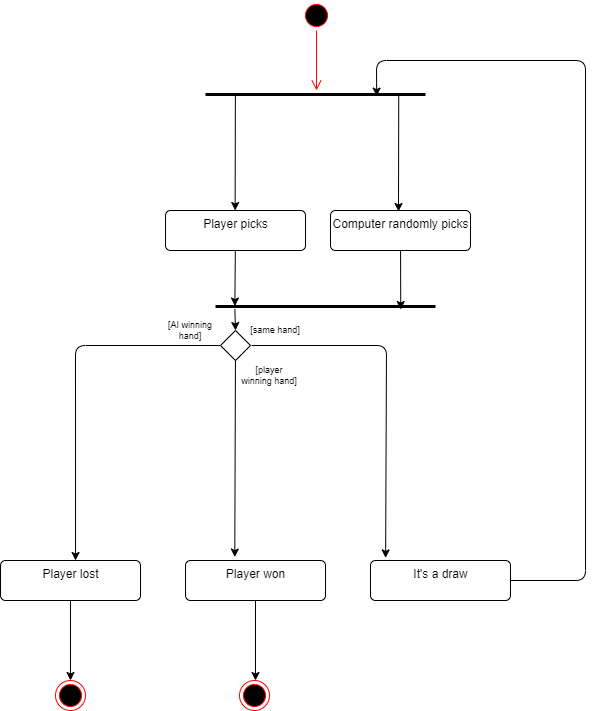 Player picks
Computer randomly picks
[AI winning
hand]
[same hand]
[player
winning hand]
Player lost
Player won
It's a draw